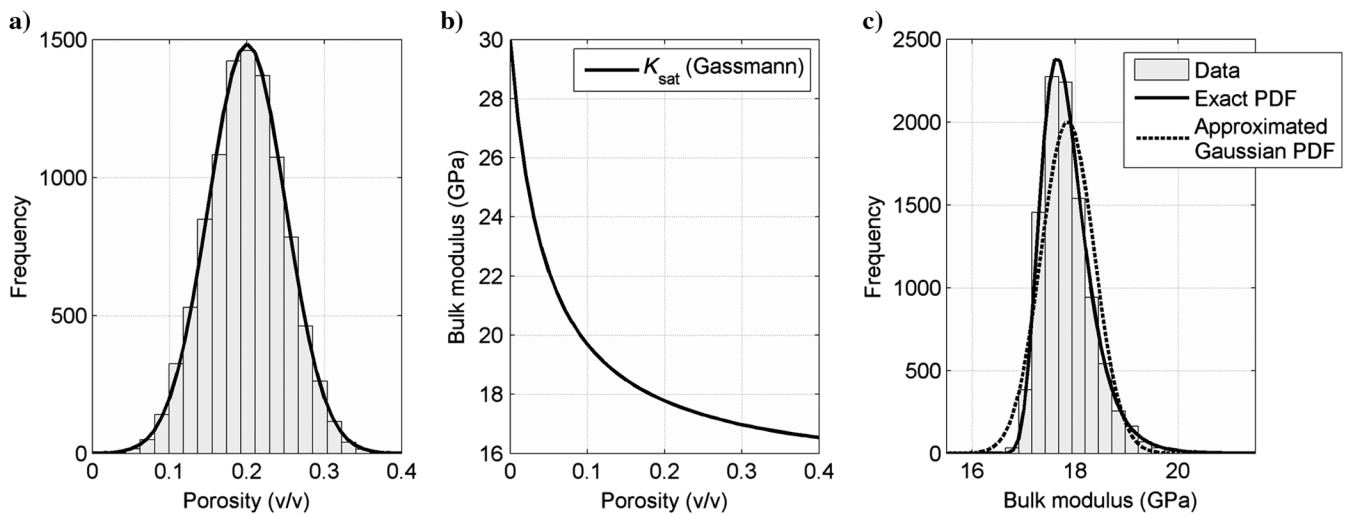 a)
1500
1000
500
0
Frequency
0
0.1
0.2
0.3
0.4
Porosity (v/v)
b)
30
28
26
24
22
20
18
16
Bulk modulus (GPa)
K_sat (Gassmann)
0
0.1
0.2
0.3
0.4
Porosity (v/v)
c)
2500
2000
1500
1000
500
0
Frequency
Data
Exact PDF
Approximated
Gaussian PDF
16
18
20
Bulk modulus (GPa)